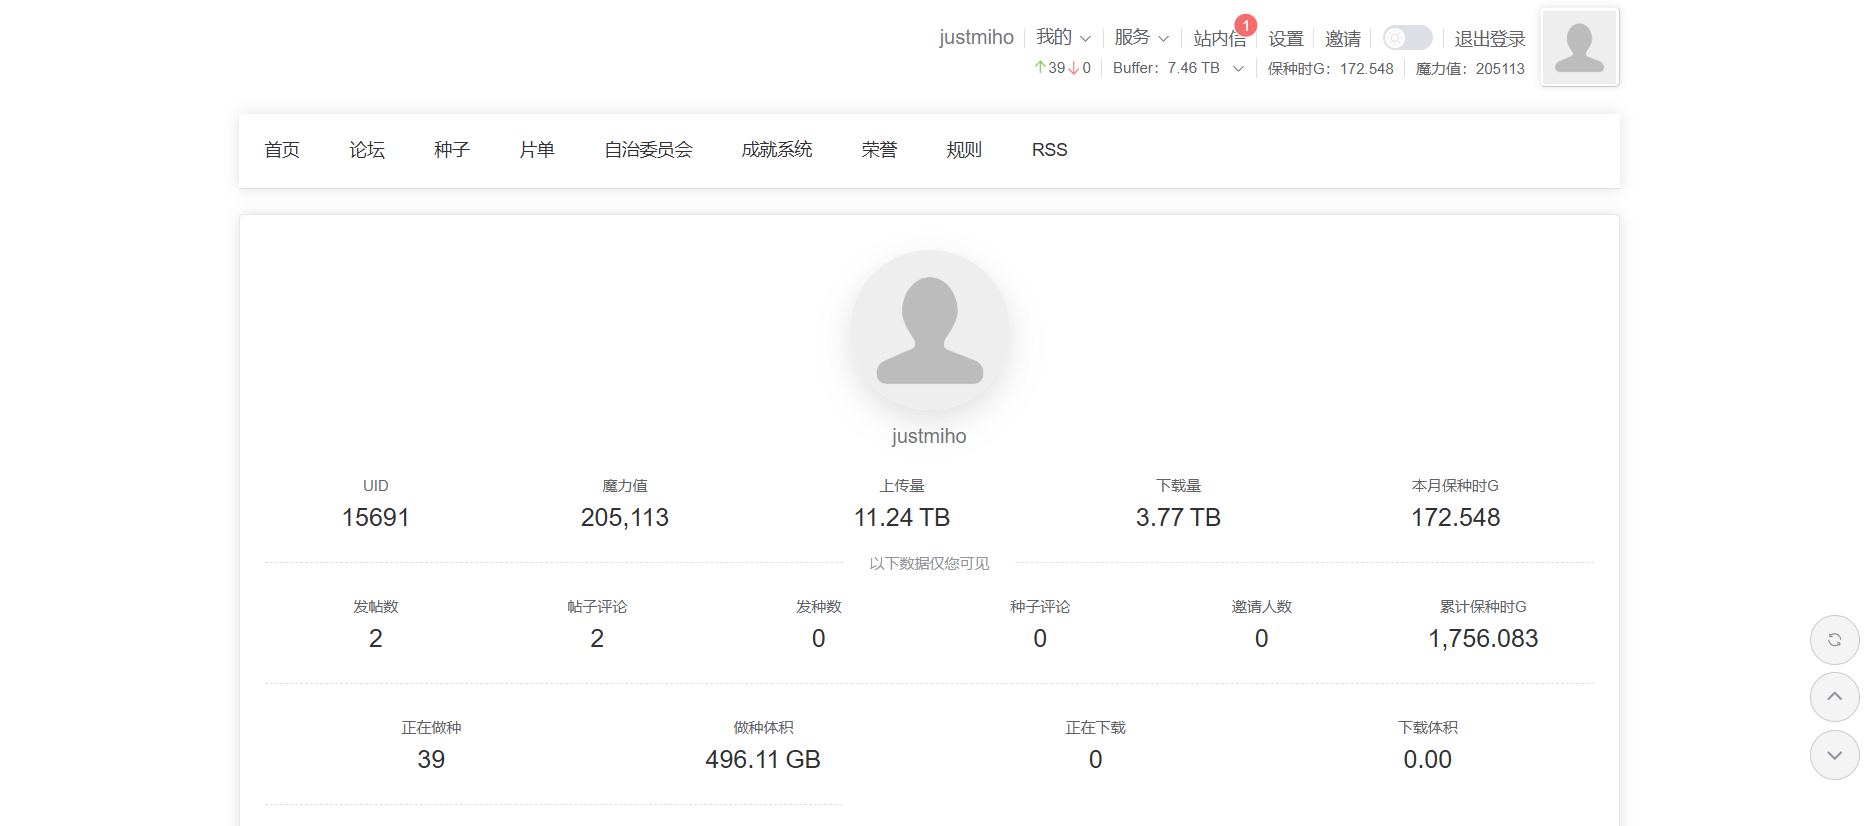 justmiho 我的 服务 站内信 1 设置 邀请 退出登录
39 0 Buffer：7.46 TB 保种时G：172.548 魔力值：205113
首页 论坛 种子 片单 自治委员会 成就系统 荣誉 规则 RSS
justmiho
UID 魔力值 上传量 下载量 本月保种时G
15691 205,113 11.24 TB 3.77 TB 172.548
以下数据仅您可见
发帖数 帖子评论 发种数 种子评论 邀请人数 累计保种时G
2 2 0 0 0 1,756.083
正在做种 做种体积 正在下载 下载体积
39 496.11 GB 0 0.00